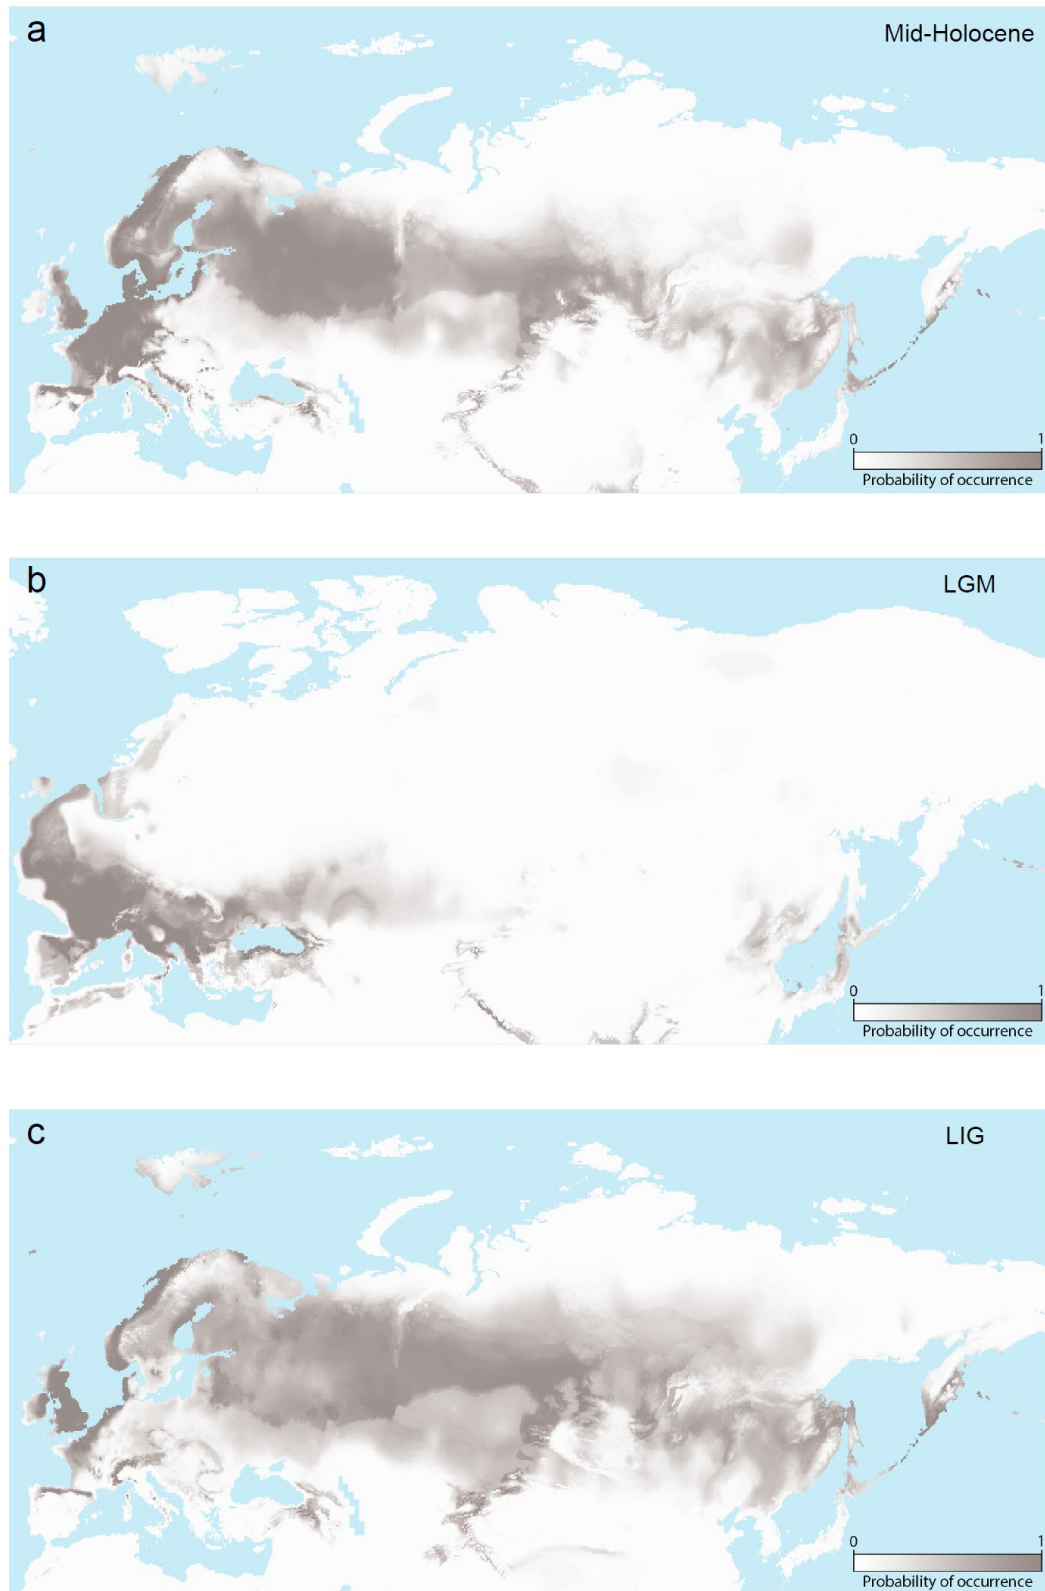 a
Mid-Holocene
0 1
Probability of occurrence
b
LGM
0 1
Probability of occurrence
c
LIG
0 1
Probability of occurrence